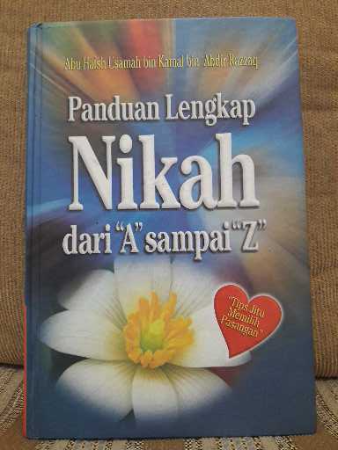 Abu Hafsh Usamah bin Kamal bin 'Abdir Razzaq
Panduan Lengkap
Nikah
dari "A" sampai "Z"
"Tips Jitu
Memilih
Pasangan"